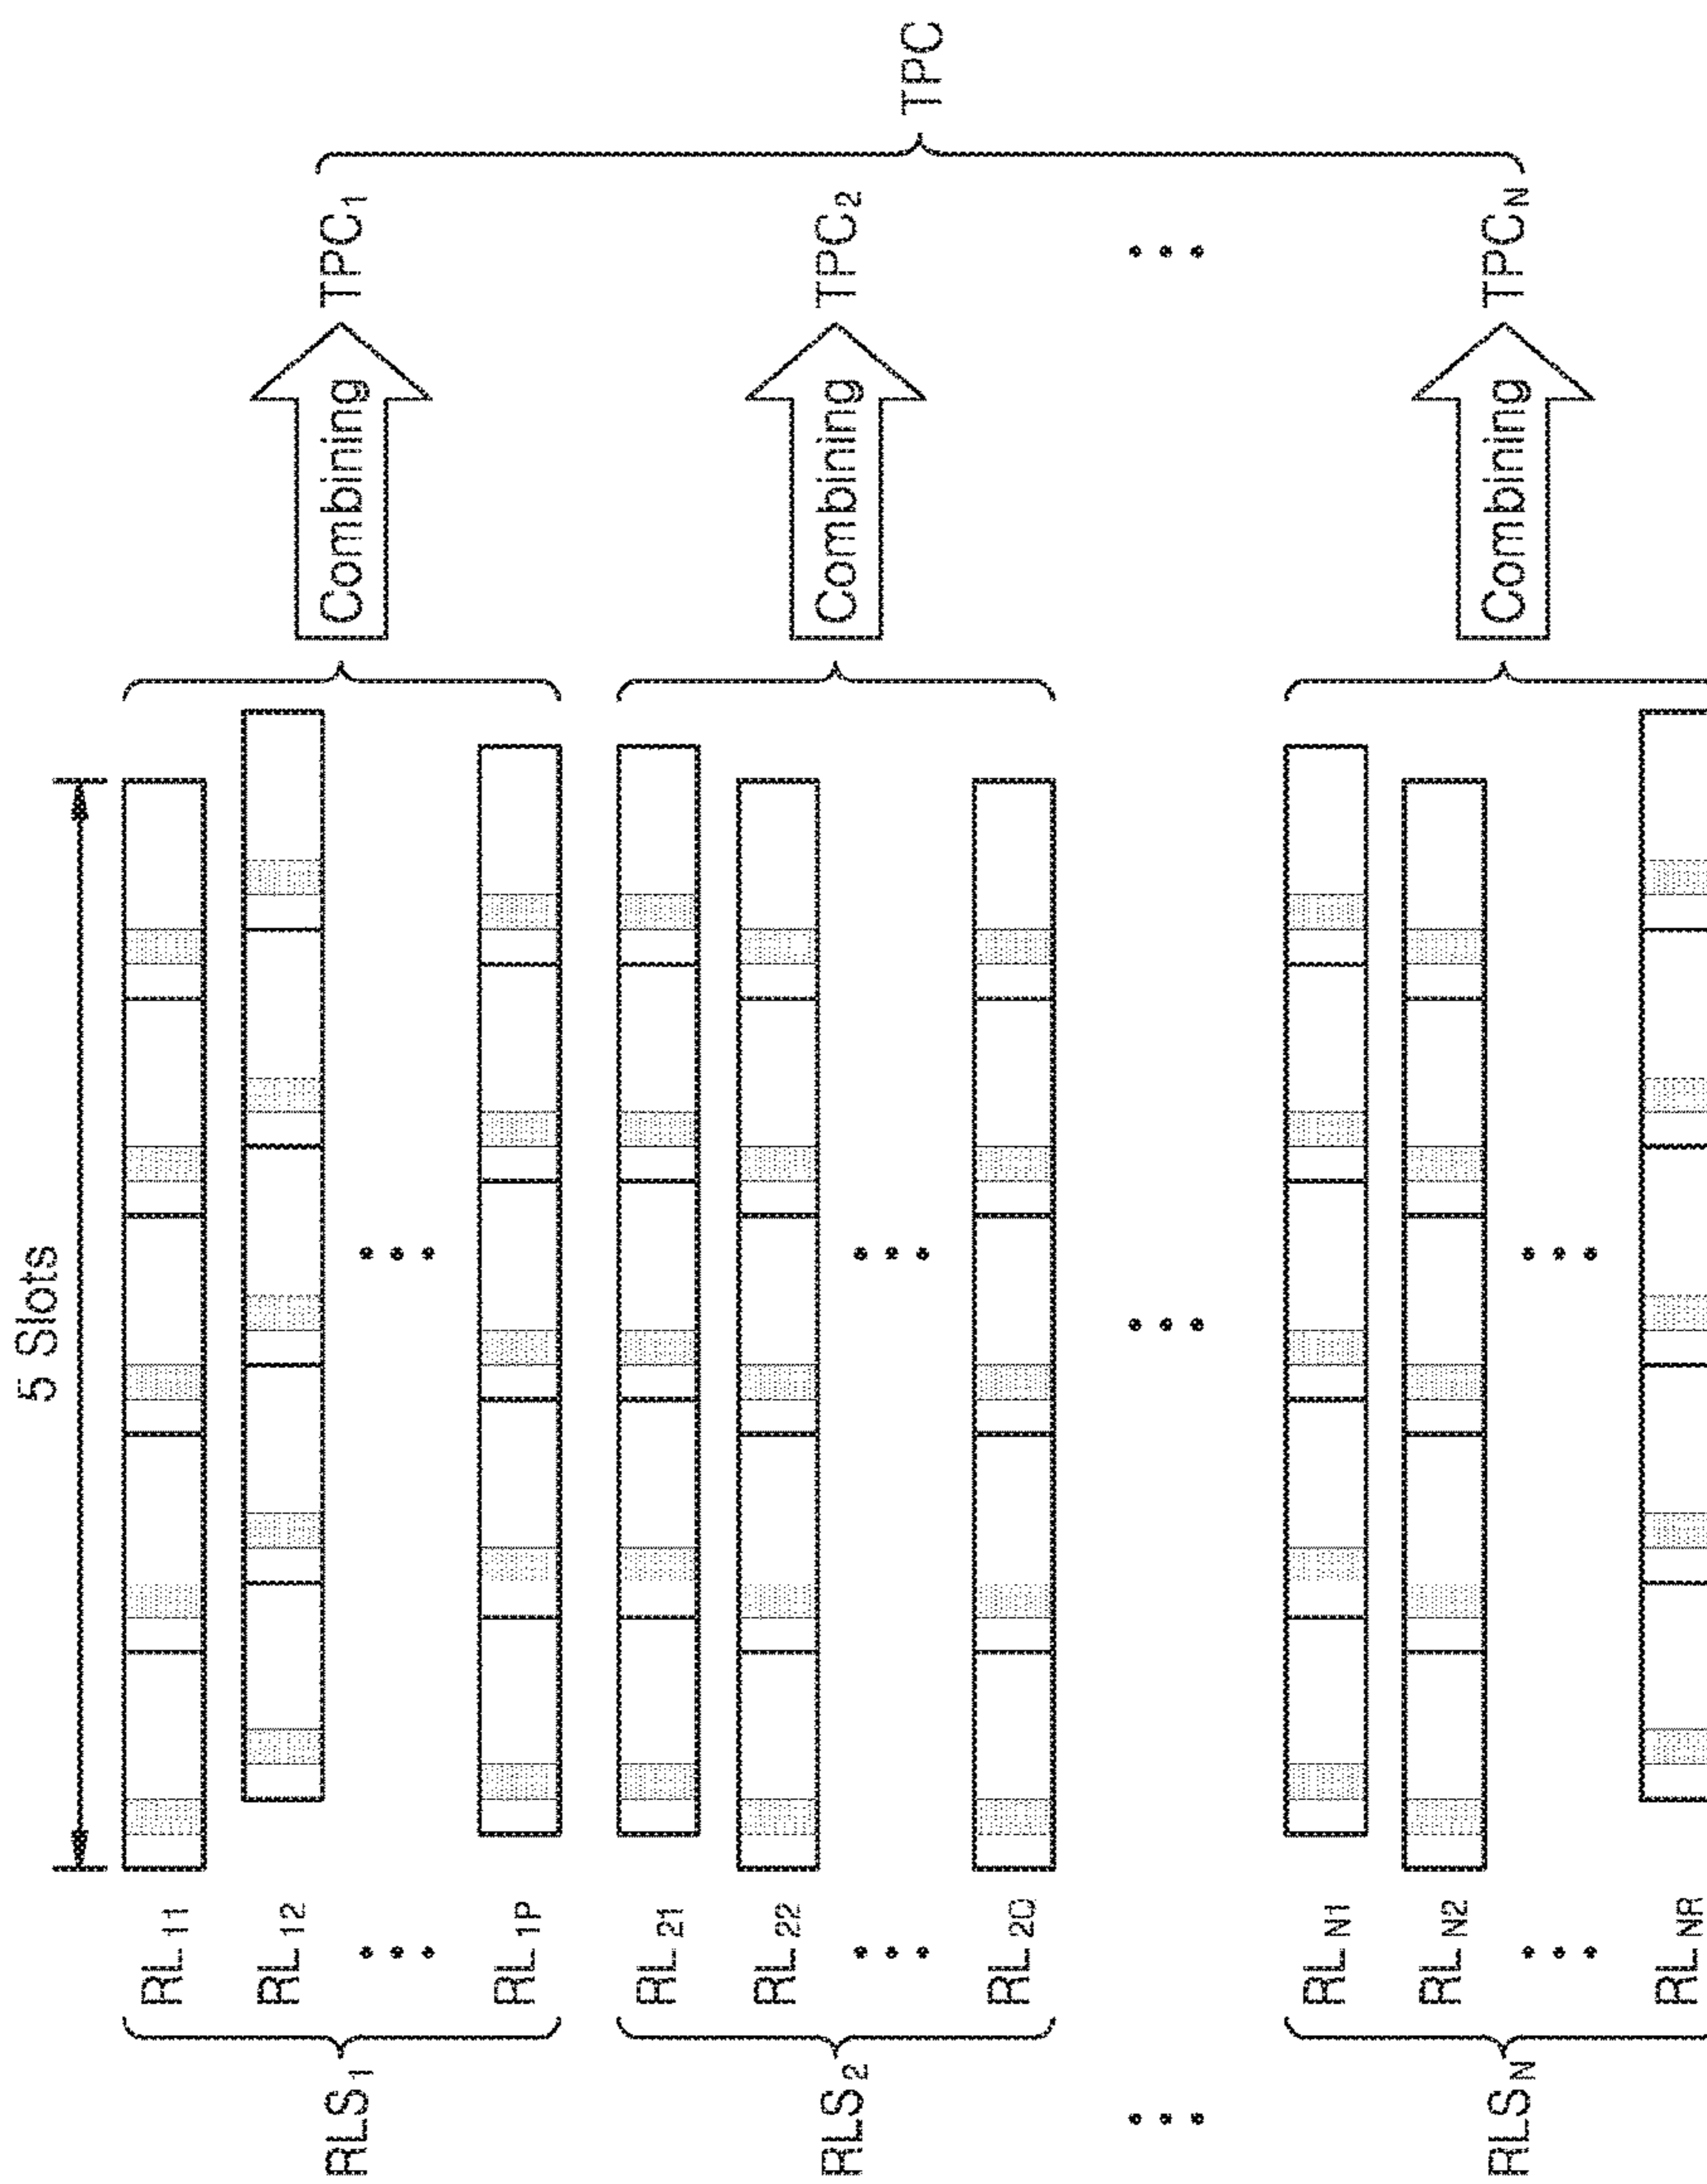 5 Slots
RLS1
RL11
RL12
RL1P
Combining
TPC1
RLS2
RL21
RL22
RL2Q
Combining
TPC2
RLSN
RLN1
RLN2
RLNR
Combining
TPCN
TPC